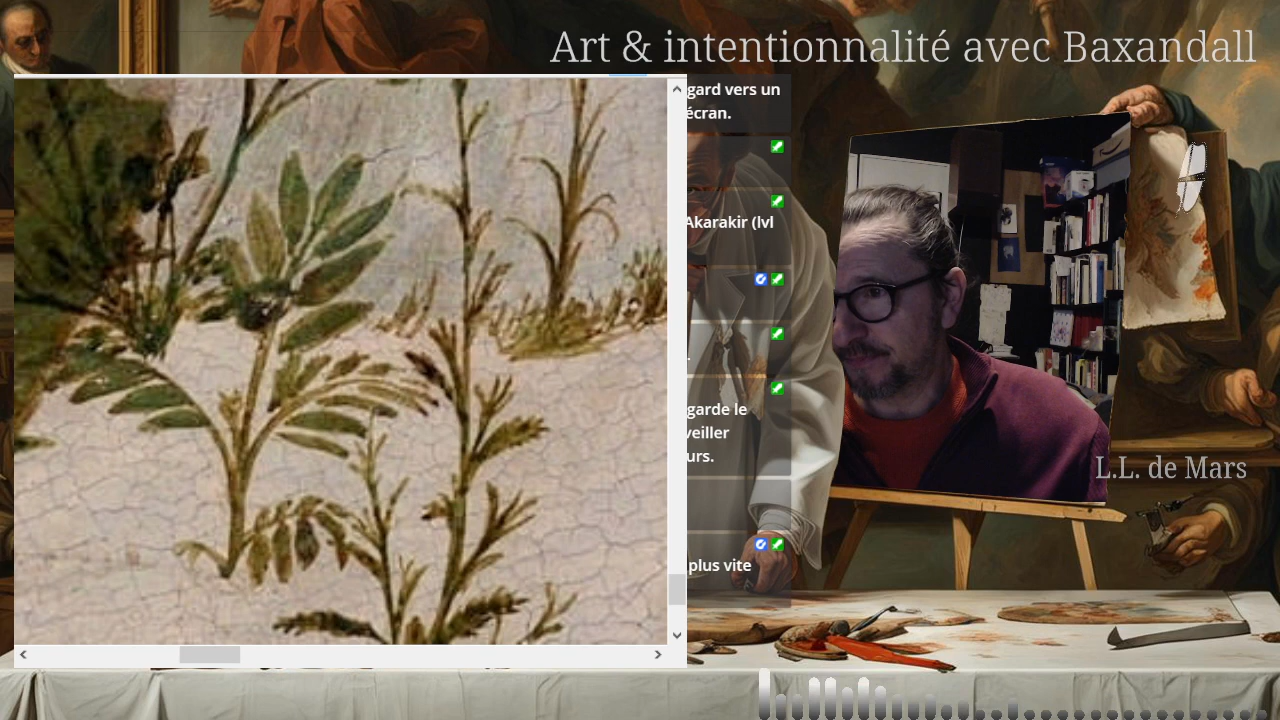 Art & intentionnalité avec Baxandall
gard vers un
écran.
Akarakir (lvl
.
garde le
veiller
urs.
plus vite
L.L. de Mars